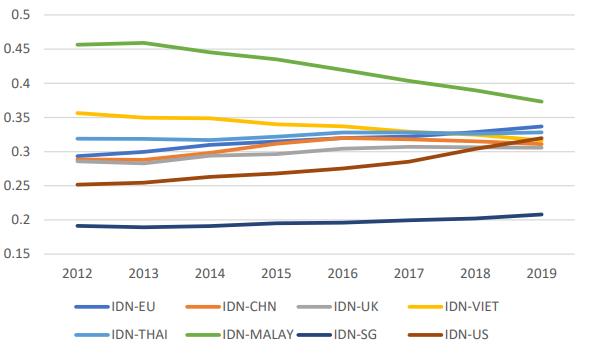 0.5
0.45
0.4
0.35
0.3
0.25
0.2
0.15
2012 2013 2014 2015 2016 2017 2018 2019
IDN-EU IDN-CHN IDN-UK IDN-VIET
IDN-THAI IDN-MALAY IDN-SG IDN-US